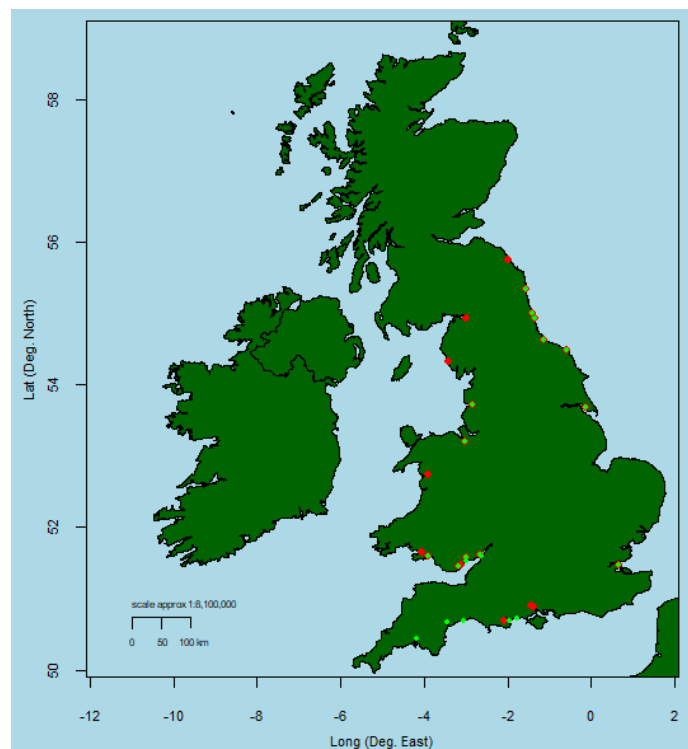 58
56
54
52
50
Lat (Deg. North)
scale approx 1:8,100,000
0 50 100 km
-12 -10 -8 -6 -4 -2 0
Long (Deg. East)